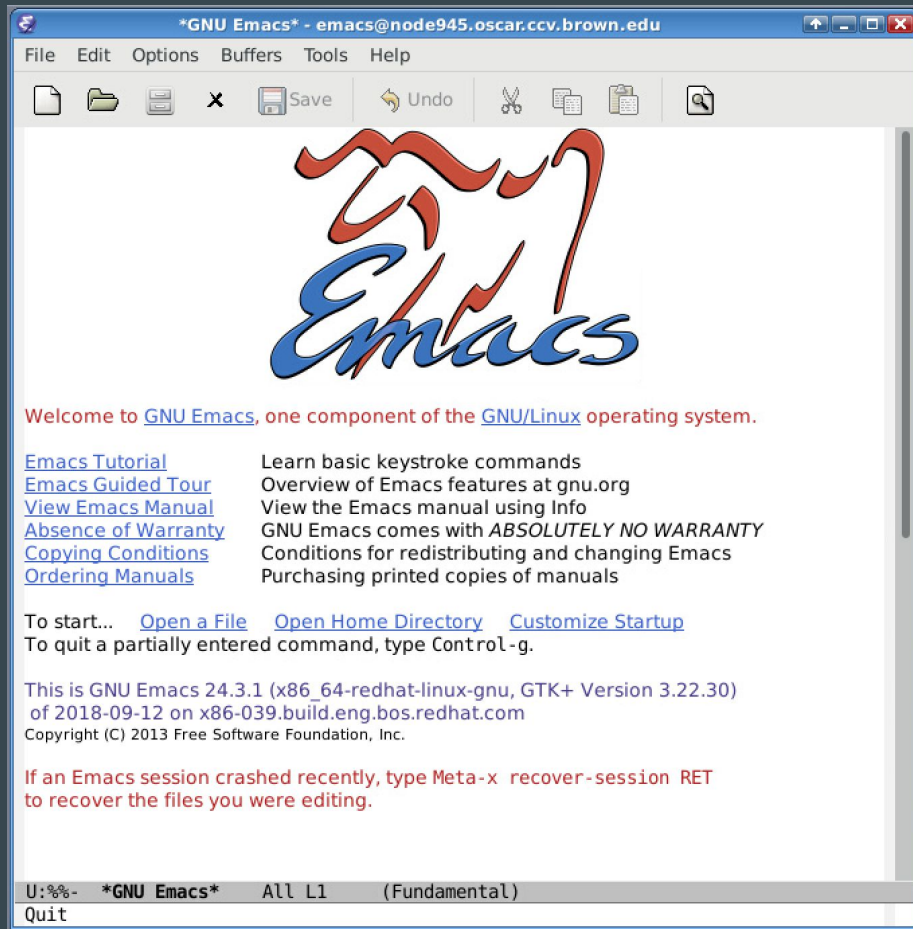 *GNU Emacs* - emacs@node945.oscar.ccv.brown.edu
File Edit Options Buffers Tools Help
Save Undo
Emacs
Welcome to GNU Emacs, one component of the GNU/Linux operating system.
Emacs Tutorial Learn basic keystroke commands
Emacs Guided Tour Overview of Emacs features at gnu.org
View Emacs Manual View the Emacs manual using Info
Absence of Warranty GNU Emacs comes with ABSOLUTELY NO WARRANTY
Copying Conditions Conditions for redistributing and changing Emacs
Ordering Manuals Purchasing printed copies of manuals
To start... Open a File Open Home Directory Customize Startup
To quit a partially entered command, type Control-g.
This is GNU Emacs 24.3.1 (x86_64-redhat-linux-gnu, GTK+ Version 3.22.30)
of 2018-09-12 on x86-039.build.eng.bos.redhat.com
Copyright (C) 2013 Free Software Foundation, Inc.
If an Emacs session crashed recently, type Meta-x recover-session RET
to recover the files you were editing.
U:%%- *GNU Emacs* All L1 (Fundamental)
Quit